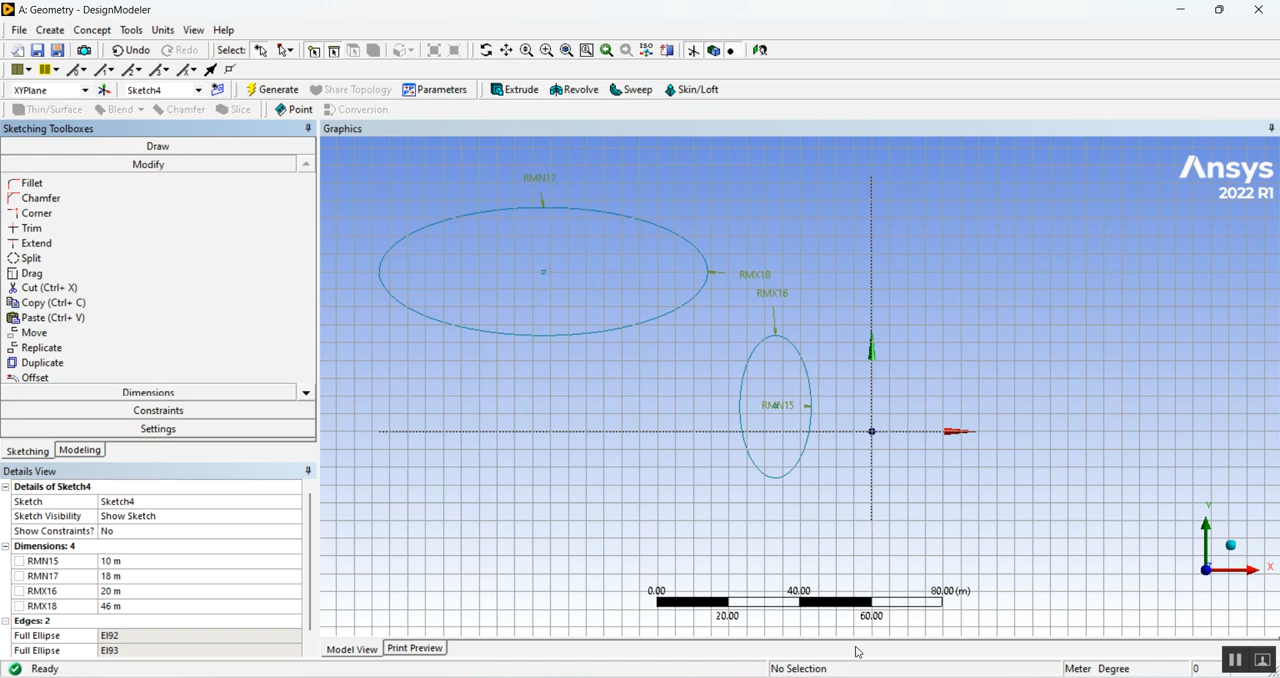 A: Geometry - DesignModeler
File Create Concept Tools Units View Help
Undo Redo Select:
ISO
XYPlane Sketch4 Generate Share Topology Parameters Extrude Revolve Sweep Skin/Loft
Thin/Surface Blend Chamfer Slice Point Conversion
Sketching Toolboxes
Graphics
Draw
Modify
Fillet
Chamfer
Corner
Trim
Extend
Split
Drag
Cut (Ctrl+ X)
Copy (Ctrl+ C)
Paste (Ctrl+ V)
Move
Replicate
Duplicate
Offset
Dimensions
Constraints
Settings
Sketching Modeling
Details View
Details of Sketch4
Sketch Sketch4
Sketch Visibility Show Sketch
Show Constraints? No
Dimensions: 4
RMN15 10 m
RMN17 18 m
RMX16 20 m
RMX18 46 m
Edges: 2
Full Ellipse El92
Full Ellipse El93
RMN17
RMX18
RMX16
RMN15
Ansys
2022 R1
Y
X
0.00 40.00 80.00 (m)
20.00 60.00
Model View Print Preview
Ready
No Selection
Meter Degree 0